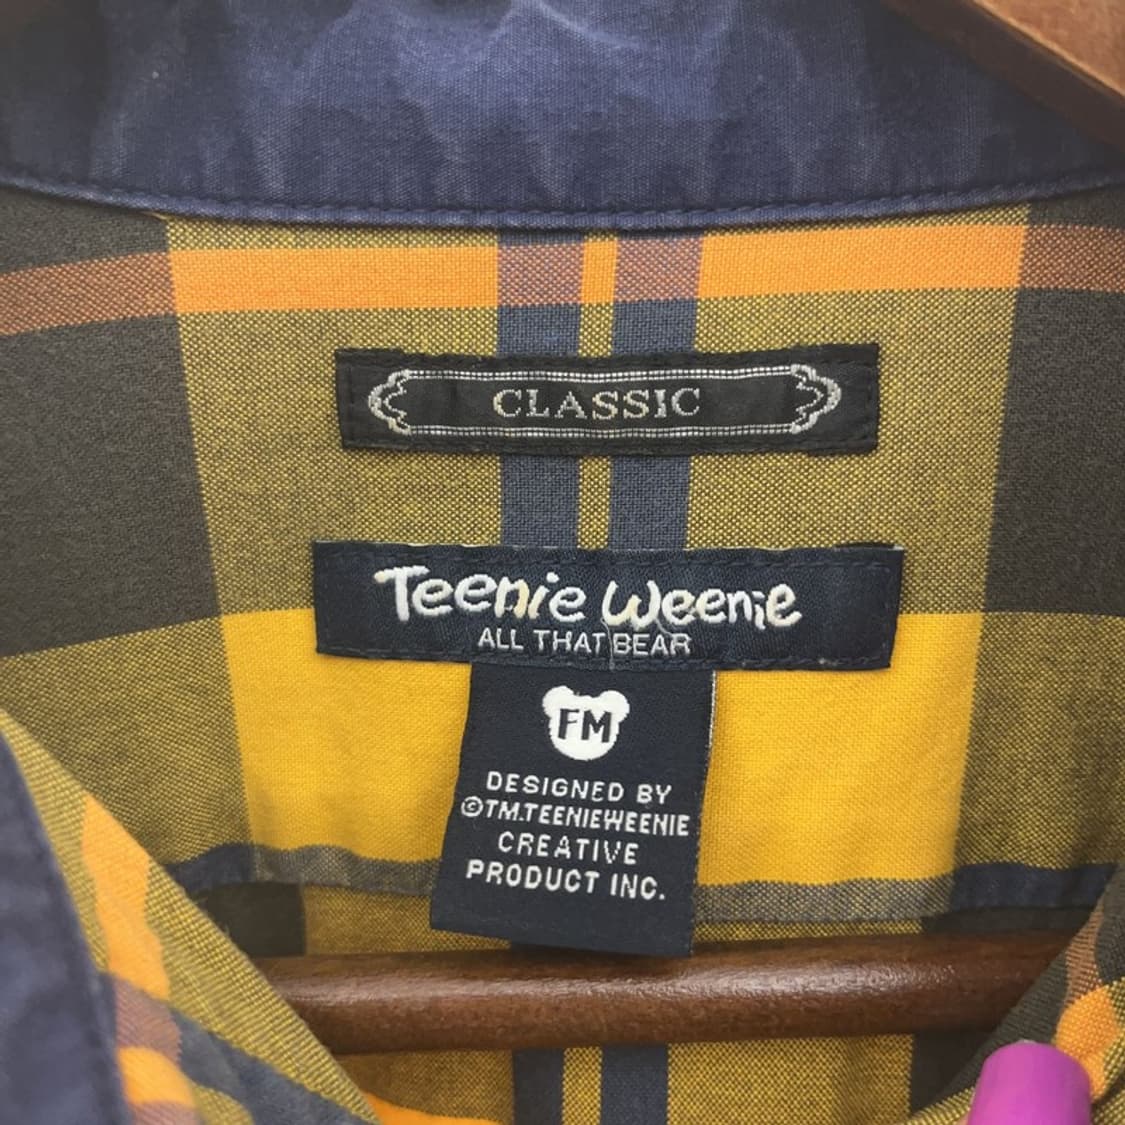 CLASSIC
Teenie Weenie
ALL THAT BEAR
FM
DESIGNED BY
©TM.TEENIEWEENIE
CREATIVE
PRODUCT INC.